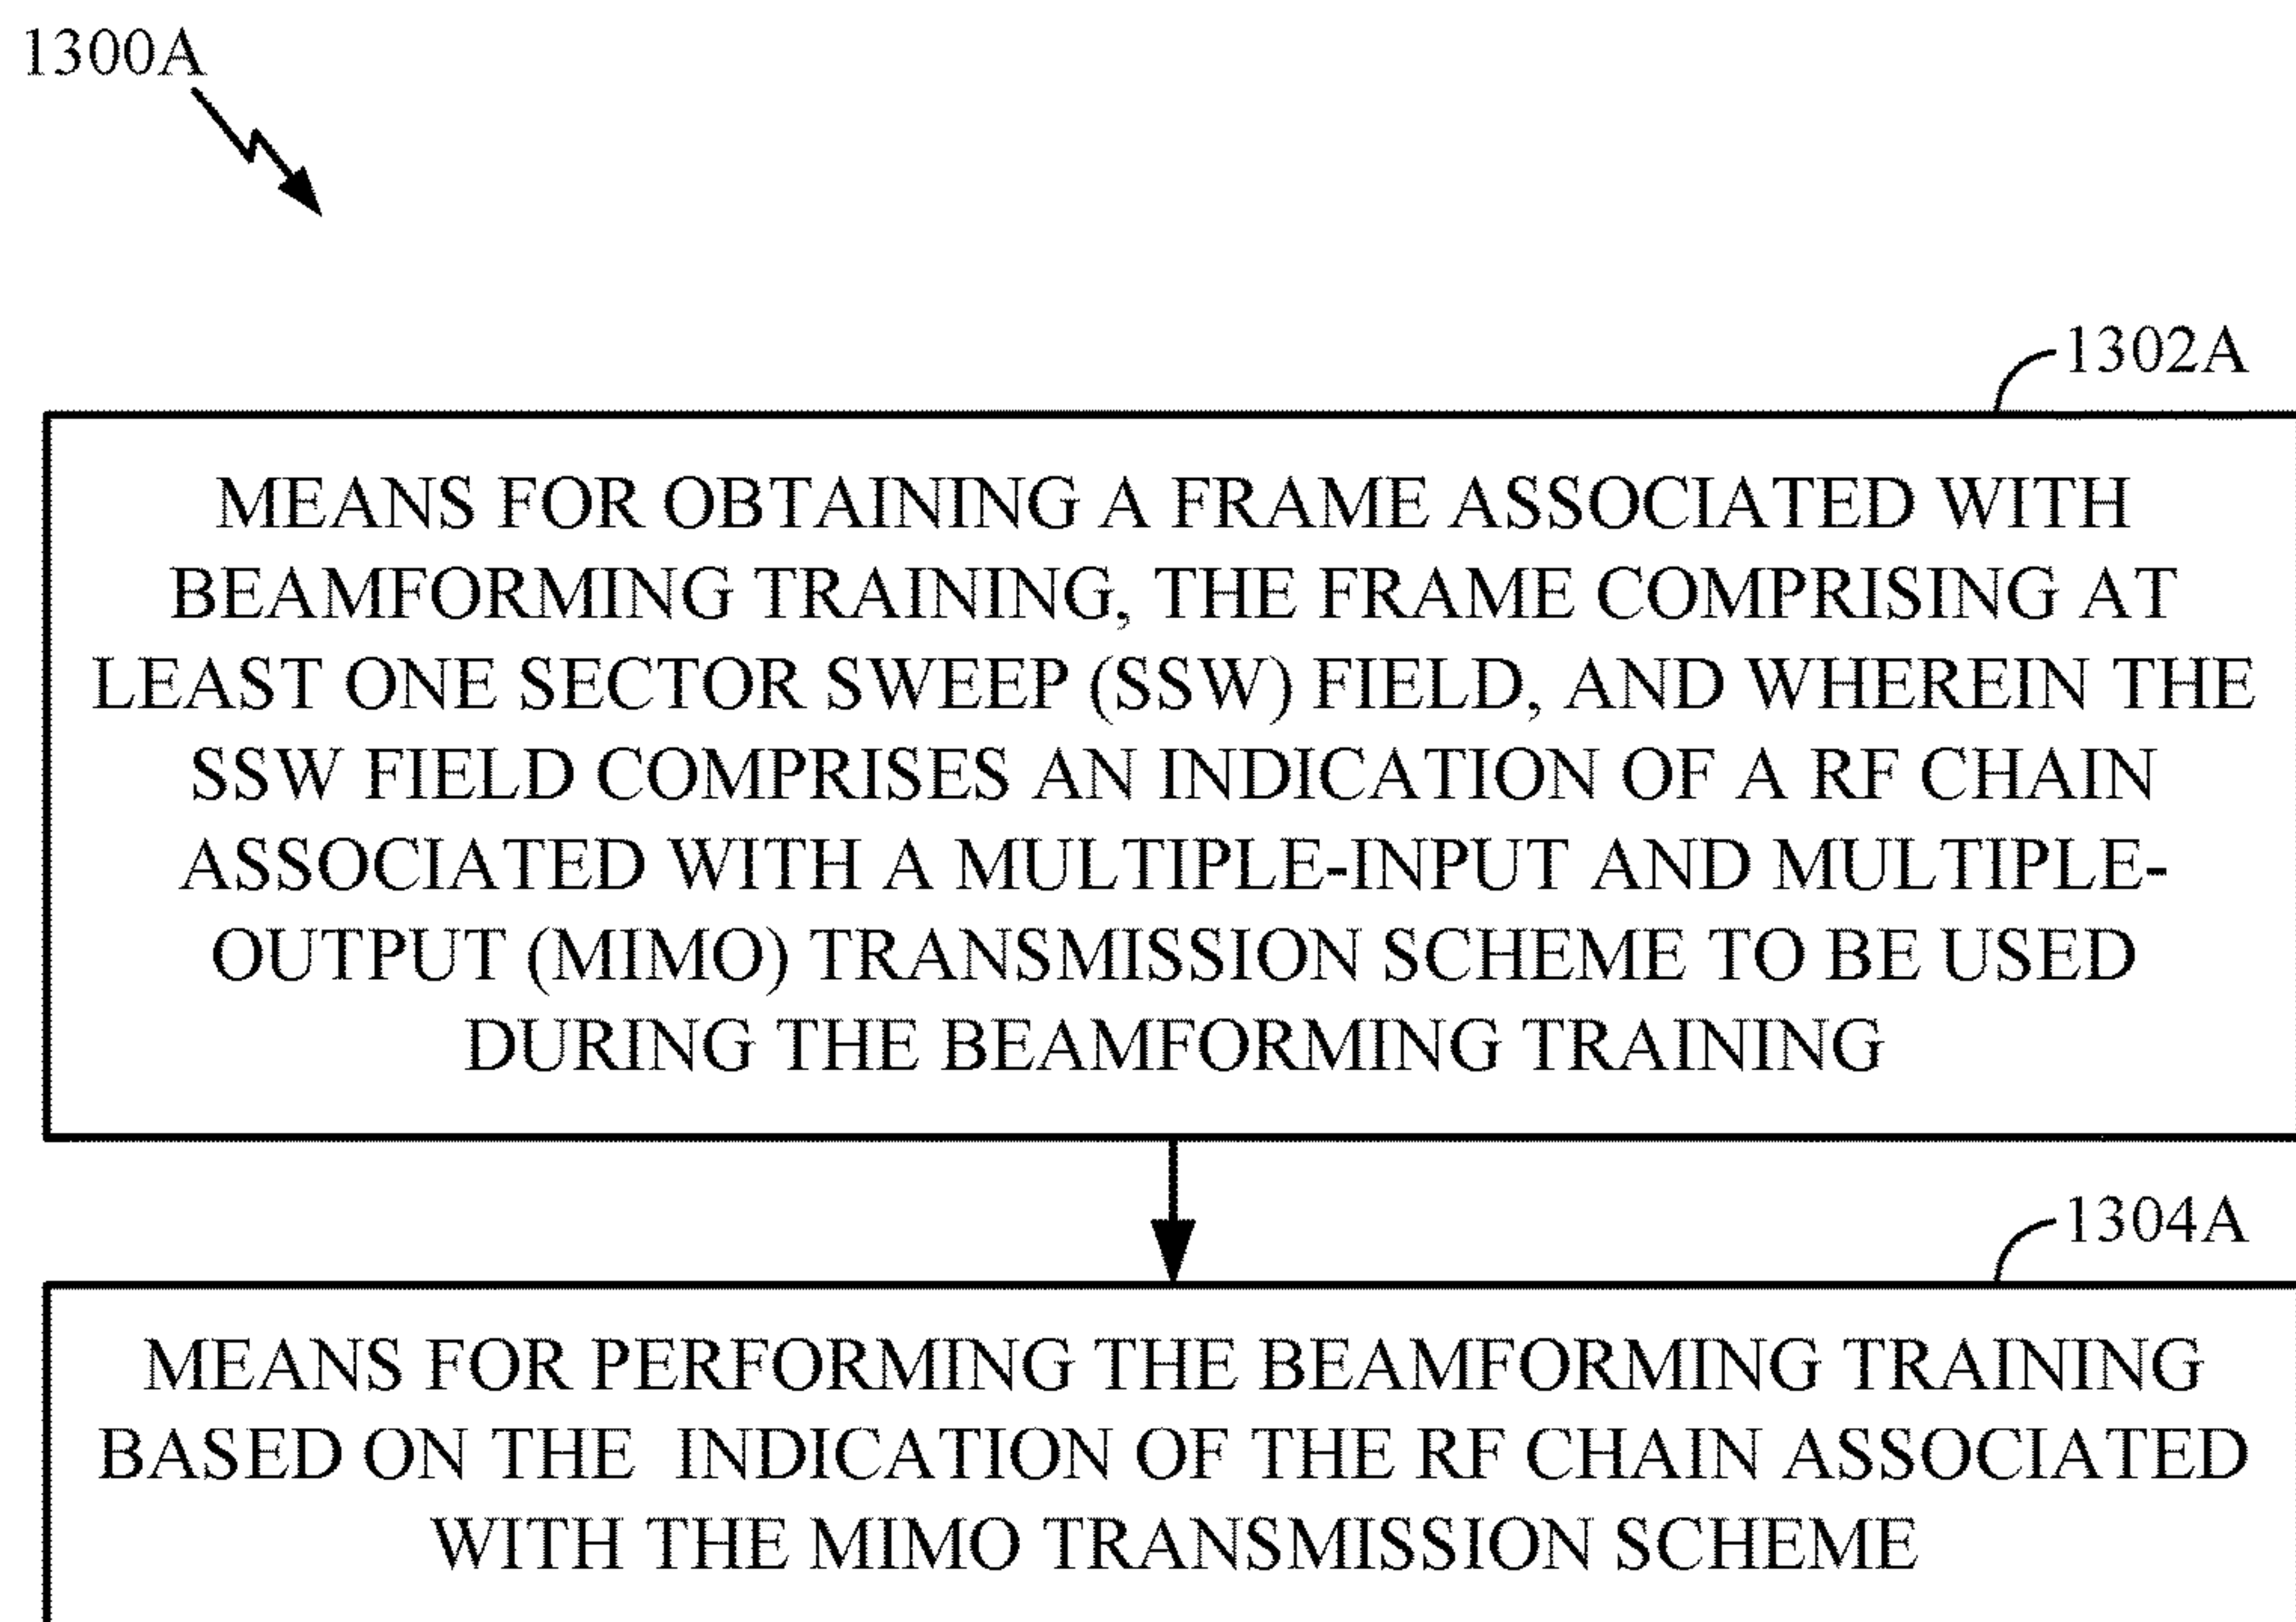 1300A
1302A
MEANS FOR OBTAINING A FRAME ASSOCIATED WITH
BEAMFORMING TRAINING, THE FRAME COMPRISING AT
LEAST ONE SECTOR SWEEP (SSW) FIELD, AND WHEREIN THE
SSW FIELD COMPRISES AN INDICATION OF A RF CHAIN
ASSOCIATED WITH A MULTIPLE-INPUT AND MULTIPLE-
OUTPUT (MIMO) TRANSMISSION SCHEME TO BE USED
DURING THE BEAMFORMING TRAINING
1304A
MEANS FOR PERFORMING THE BEAMFORMING TRAINING
BASED ON THE INDICATION OF THE RF CHAIN ASSOCIATED
WITH THE MIMO TRANSMISSION SCHEME